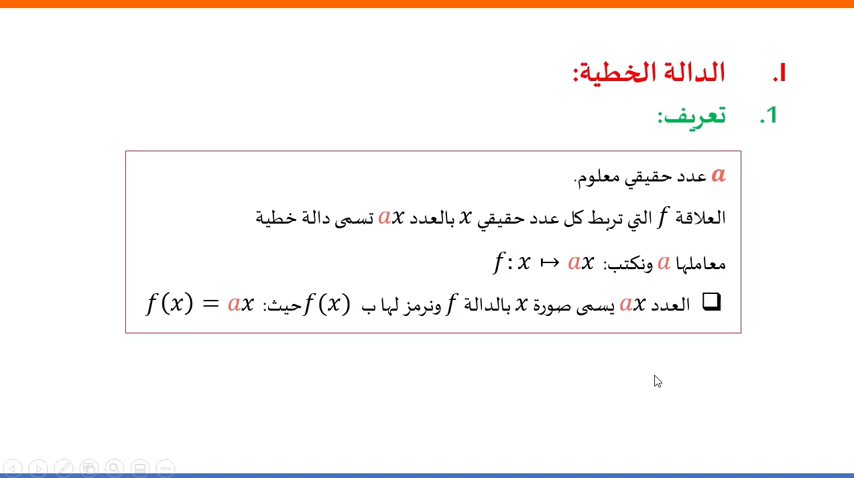 I. الدالة الخطية:
1. تعريف:
a عدد حقيقي معلوم.
العلاقة f التي تربط كل عدد حقيقي x بالعدد ax تسمى دالة خطية
معاملها a ونكتب: f: x ↦ ax
❑ العدد ax يسمى صورة x بالدالة f ونرمز لها ب f(x) حيث: f(x) = ax